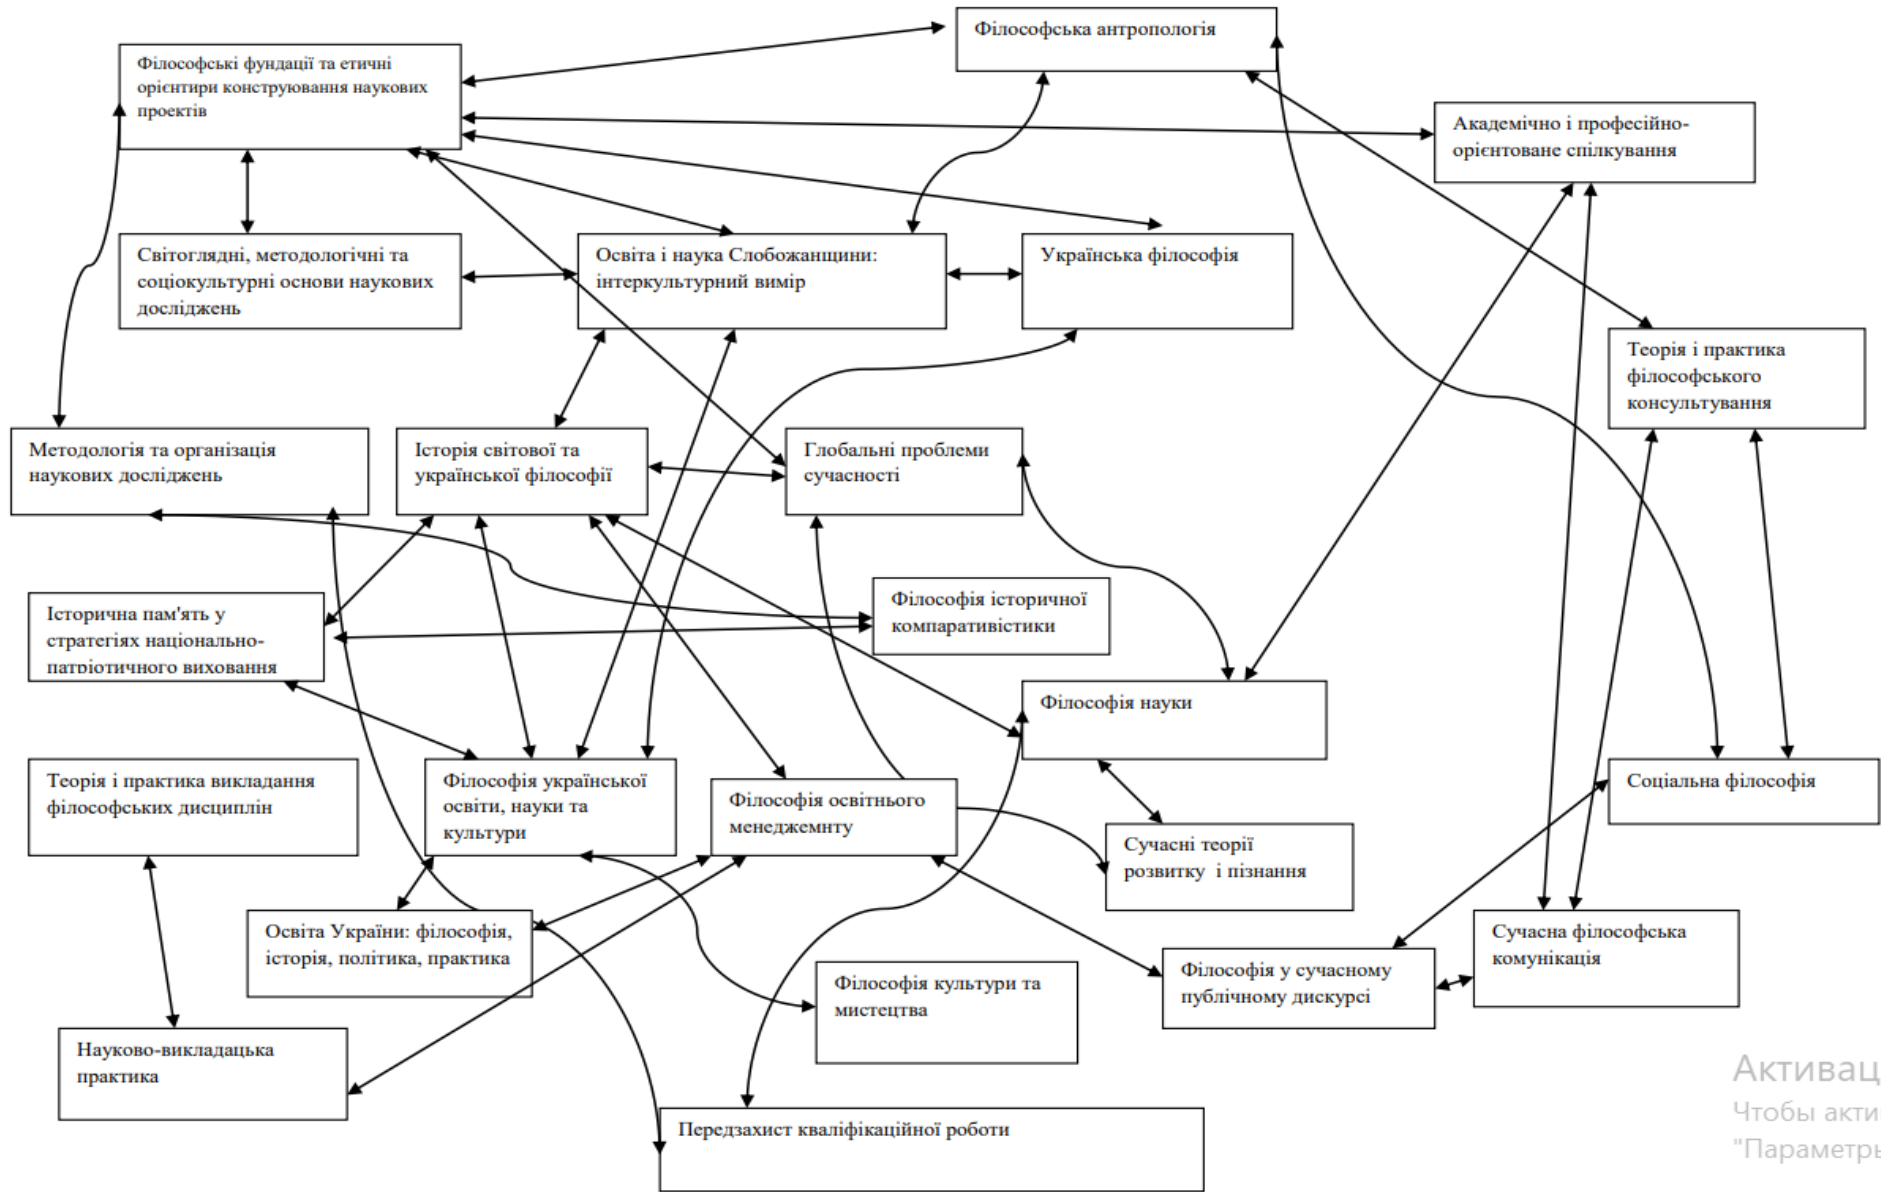 Філософська антропологія
Філософські фундації та етичні
орієнтири конструювання наукових
проектів
Академічно і професійно-
орієнтоване спілкування
Світоглядні, методологічні та
соціокультурні основи наукових
досліджень
Освіта і наука Слобожанщини:
інтеркультурний вимір
Українська філософія
Теорія і практика
філософського
консультування
Методологія та організація
наукових досліджень
Історія світової та
української філософії
Глобальні проблеми
сучасності
Філософія історичної
компаративістики
Історична пам'ять у
стратегіях національно-
патріотичного виховання
Філософія науки
Теорія і практика викладання
філософських дисциплін
Філософія української
освіти, науки та
культури
Філософія освітнього
менеджемнту
Соціальна філософія
Сучасні теорії
розвитку і пізнання
Освіта України: філософія,
історія, політика, практика
Сучасна філософська
комунікація
Філософія у сучасному
публічному дискурсі
Філософія культури та
мистецтва
Науково-викладацька
практика
Передзахист кваліфікаційної роботи
Активац
Чтобы акти
"Параметры